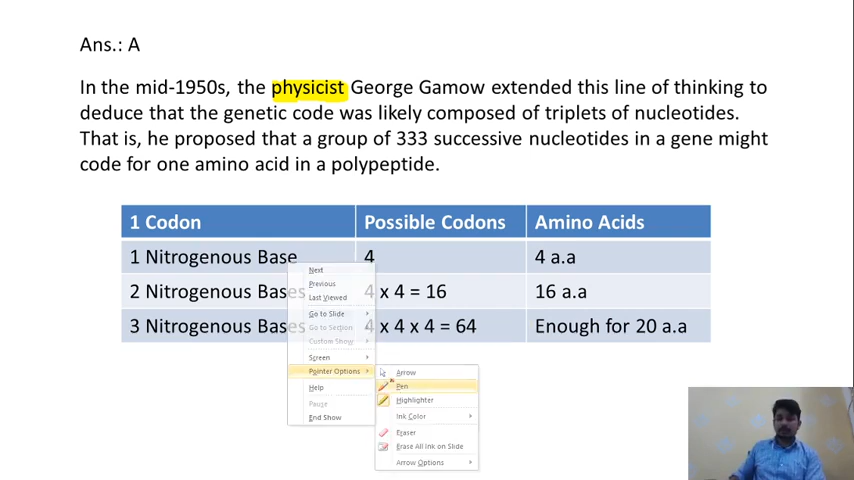 Ans.: A
In the mid-1950s, the physicist George Gamow extended this line of thinking to
deduce that the genetic code was likely composed of triplets of nucleotides.
That is, he proposed that a group of 333 successive nucleotides in a gene might
code for one amino acid in a polypeptide.
1 Codon Possible Codons Amino Acids
1 Nitrogenous Base 4 4 a.a
2 Nitrogenous Bases 4 x 4 = 16 16 a.a
3 Nitrogenous Bases 4 x 4 x 4 = 64 Enough for 20 a.a
Next
Previous
Last Viewed
Go to Slide
Go to Section
Custom Show
Screen
Pointer Options
Help
Pause
End Show
Arrow
Pen
Highlighter
Ink Color
Eraser
Erase All Ink on Slide
Arrow Options